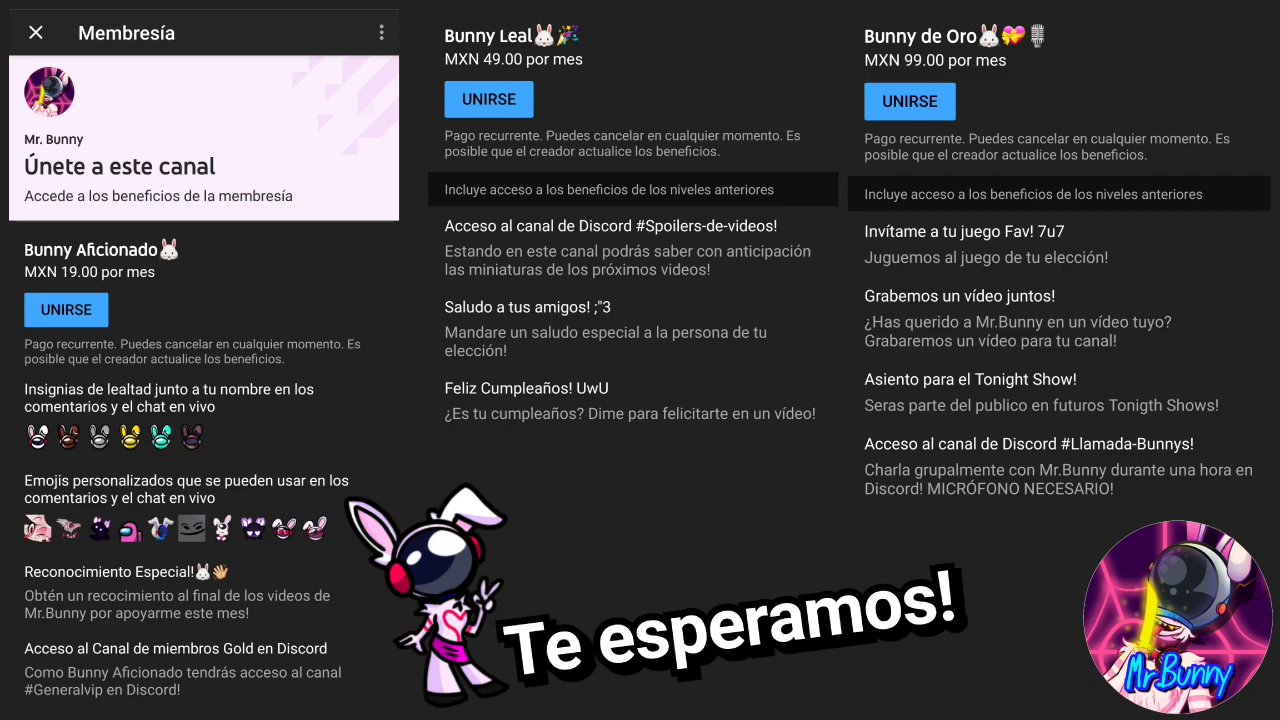 Membresía
Mr. Bunny
Únete a este canal
Accede a los beneficios de la membresía
Bunny Aficionado🐰
MXN 19.00 por mes
UNIRSE
Pago recurrente. Puedes cancelar en cualquier momento. Es
posible que el creador actualice los beneficios.
Insignias de lealtad junto a tu nombre en los
comentarios y el chat en vivo
Emojis personalizados que se pueden usar en los
comentarios y el chat en vivo
Reconocimiento Especial!🐰👋🏼
Obtén un recocimiento al final de los videos de
Mr.Bunny por apoyarme este mes!
Acceso al Canal de miembros Gold en Discord
Como Bunny Aficionado tendrás acceso al canal
#Generalvip en Discord!
Bunny Leal🐰🎉
MXN 49.00 por mes
UNIRSE
Pago recurrente. Puedes cancelar en cualquier momento. Es
posible que el creador actualice los beneficios.
Incluye acceso a los beneficios de los niveles anteriores
Acceso al canal de Discord #Spoilers-de-videos!
Estando en este canal podrás saber con anticipación
las miniaturas de los próximos videos!
Saludo a tus amigos! ;"3
Mandare un saludo especial a la persona de tu
elección!
Feliz Cumpleaños! UwU
¿Es tu cumpleaños? Dime para felicitarte en un vídeo!
Bunny de Oro🐰💝🎙
MXN 99.00 por mes
UNIRSE
Pago recurrente. Puedes cancelar en cualquier momento. Es
posible que el creador actualice los beneficios.
Incluye acceso a los beneficios de los niveles anteriores
Invítame a tu juego Fav! 7u7
Juguemos al juego de tu elección!
Grabemos un vídeo juntos!
¿Has querido a Mr.Bunny en un vídeo tuyo?
Grabaremos un vídeo para tu canal!
Asiento para el Tonight Show!
Seras parte del publico en futuros Tonigth Shows!
Acceso al canal de Discord #Llamada-Bunnys!
Charla grupalmente con Mr.Bunny durante una hora en
Discord! MICRÓFONO NECESARIO!
Te esperamos!
Mr.Bunny